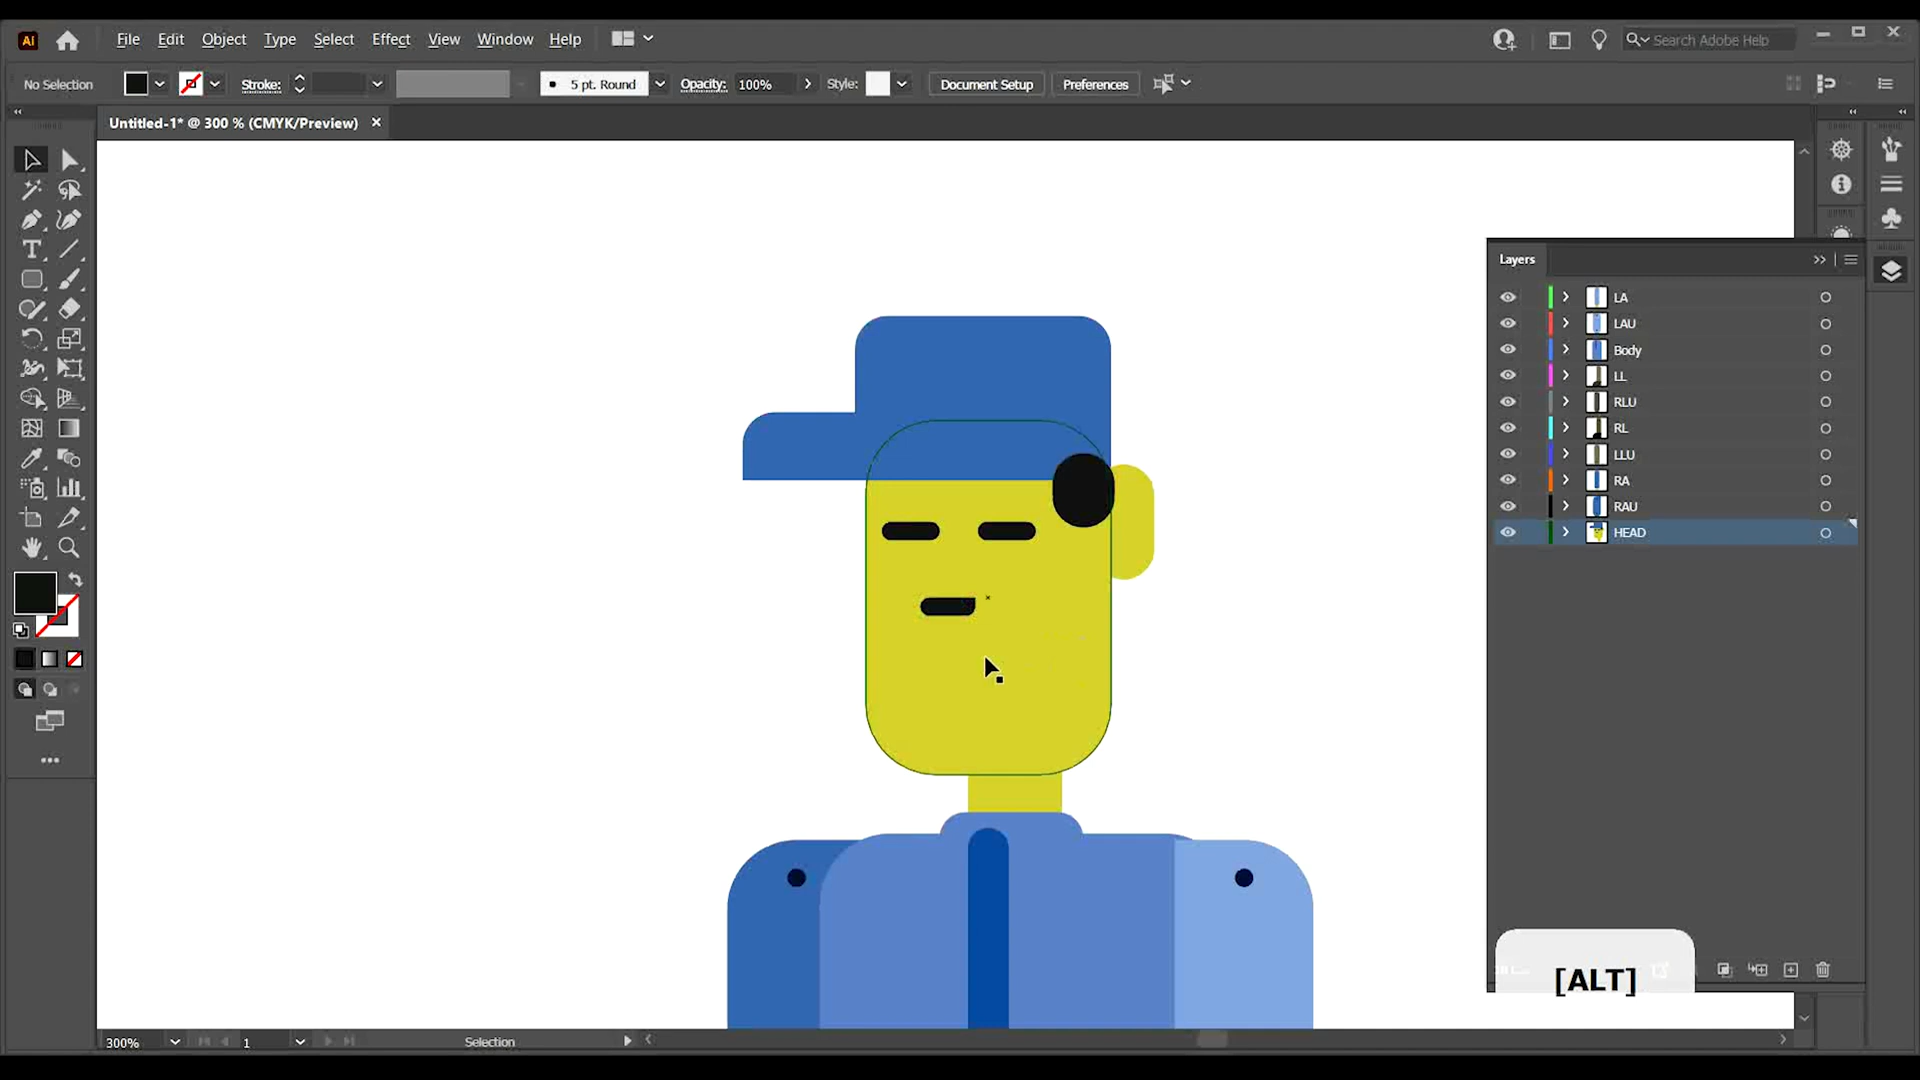 Ai File Edit Object Type Select Effect View Window Help Search Adobe Help
No Selection Stroke: 5 pt. Round Opacity: 100% Style: Document Setup Preferences
Untitled-1* @ 300 % (CMYK/Preview) ×
Layers
LA
LAU
Body
LL
RLU
RL
LLU
RA
RAU
HEAD
[ALT]
300% 1 Selection